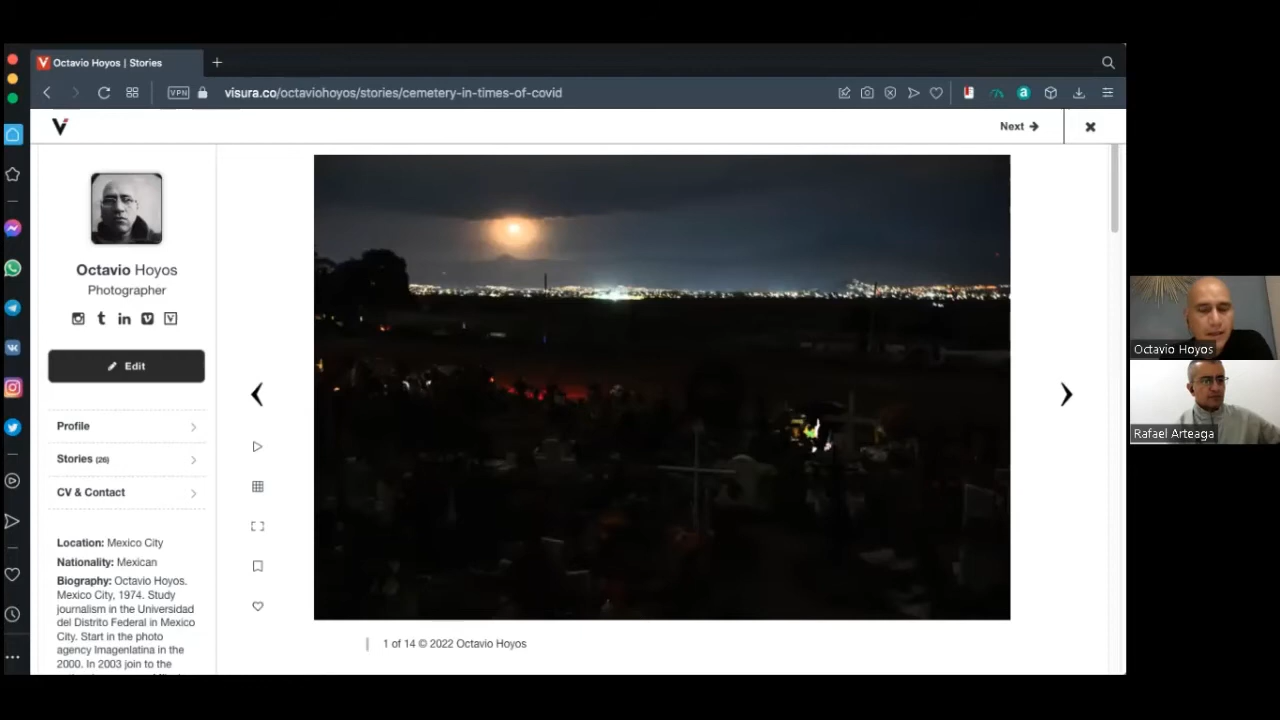 Octavio Hoyos | Stories
VPN
visura.co/octaviohoyos/stories/cemetery-in-times-of-covid
Next
Octavio Hoyos
Photographer
Edit
Profile
Stories (26)
CV & Contact
Location: Mexico City
Nationality: Mexican
Biography: Octavio Hoyos.
Mexico City, 1974. Study
journalism in the Universidad
del Distrito Federal in Mexico
City. Start in the photo
agency Imagenlatina in the
2000. In 2003 join to the
1 of 14 © 2022 Octavio Hoyos
Octavio Hoyos
Rafael Arteaga